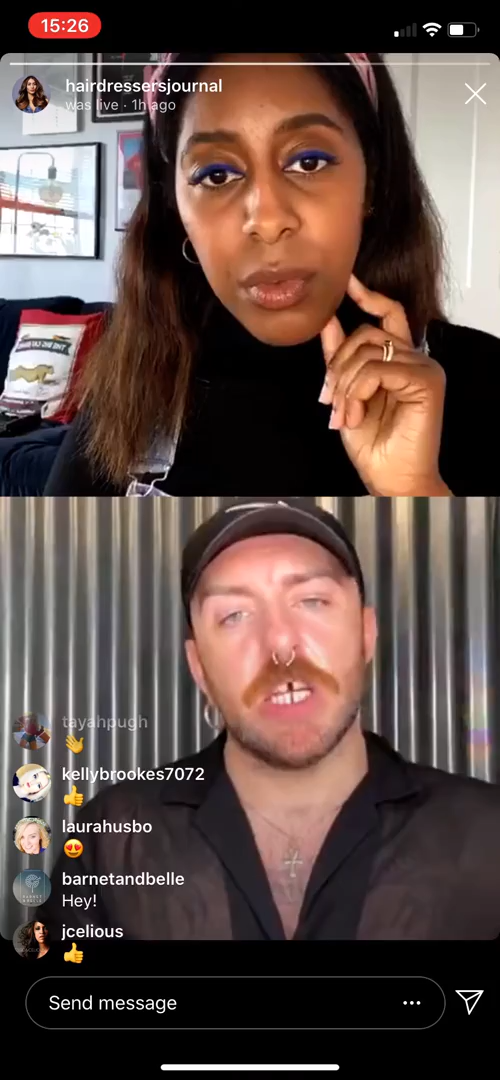 15:26
hairdressersjournal
was live · 1h ago
tayahpugh
👋
kellybrookes7072
👍
laurahusbo
😍
barnetandbelle
Hey!
jcelious
👍
Send message